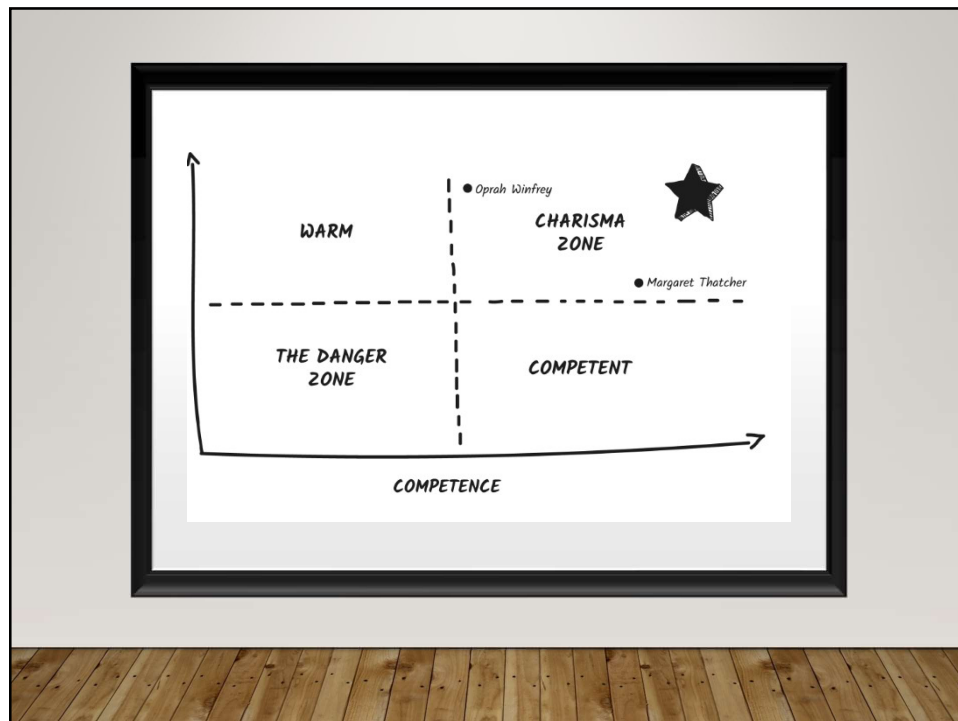 Oprah Winfrey
WARM
CHARISMA
ZONE
Margaret Thatcher
THE DANGER
ZONE
COMPETENT
COMPETENCE